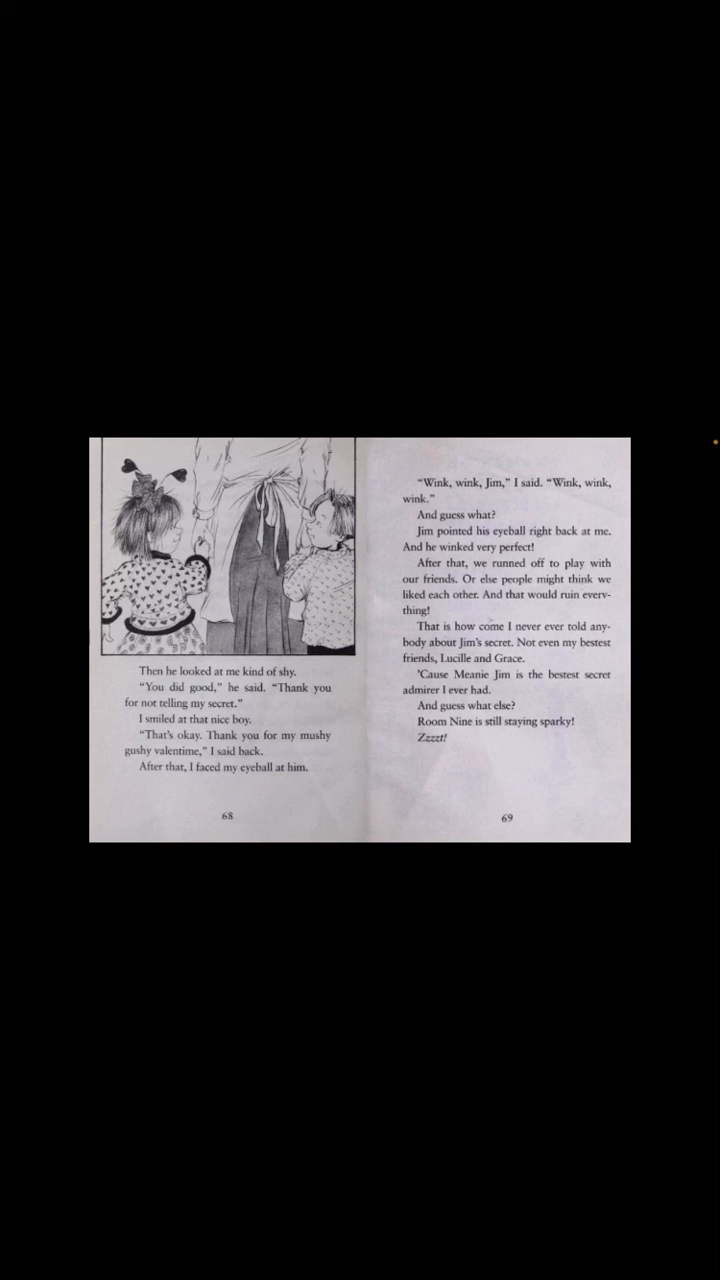 Then he looked at me kind of shy.
“You did good,” he said. “Thank you
for not telling my secret.”
I smiled at that nice boy.
“That’s okay. Thank you for my mushy
gushy valentime,” I said back.
After that, I faced my eyeball at him.
68
“Wink, wink, Jim,” I said. “Wink, wink,
wink.”
And guess what?
Jim pointed his eyeball right back at me.
And he winked very perfect!
After that, we runned off to play with
our friends. Or else people might think we
liked each other. And that would ruin every-
thing!
That is how come I never ever told any-
body about Jim’s secret. Not even my bestest
friends, Lucille and Grace.
’Cause Meanie Jim is the bestest secret
admirer I ever had.
And guess what else?
Room Nine is still staying sparky!
Zzzzt!
69